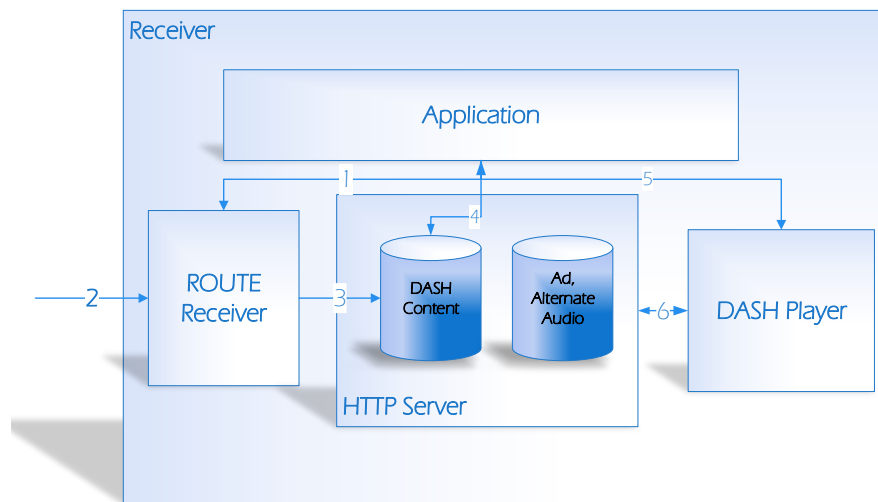 Receiver
Application
1
5
4
ROUTE
Receiver
DASH
Content
Ad,
Alternate
Audio
2
3
6
DASH Player
HTTP Server